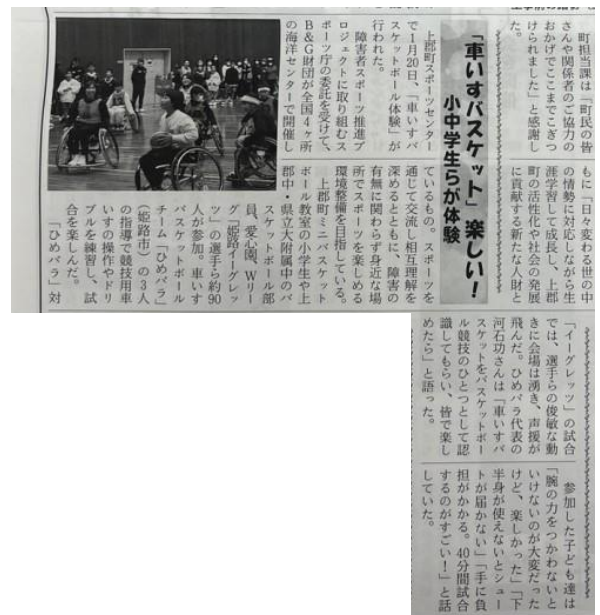 町担当課は「町民の皆
さんや関係者のご協力の
おかげでここまでこぎつ
けられました」と感謝し
た。
もに「日々変わる世の中
の情勢に対応しながら生
涯学習して成長し、上郡
町の活性化や社会の発展
に貢献する新たな人財と
「車いすバスケット」楽しい!
小中学生らが体験
上郡町スポーツセンター
で1月20日、「車いすバ
スケットボール体験」が
行われた。
障害者スポーツ推進プ
ロジェクトに取り組むス
ポーツ庁の委託を受けて、
B&G財団が全国4ヶ所
の海洋センターで開催し
ているもの。スポーツを
通じて交流し相互理解を
深めるとともに、障害の
有無に関わらず身近な場
所でスポーツを楽しめる
環境整備を目指している。
上郡町ミニバスケット
ボール教室の小学生や上
郡中・県立大附属中のバ
スケットボール部
員、愛心園、Wリー
グ「姫路イーグレッ
ツ」の選手ら約90
人が参加。車いす
バスケットボール
チーム「ひめバラ」
(姫路市)の3人
の指導で競技用車
いすの操作やドリ
ブルを練習し、試
合を楽しんだ。
「ひめバラ」対
「イーグレッツ」の試合
では、選手らの俊敏な動
きに会場は湧き、声援が
飛んだ。ひめバラ代表の
河石功さんは「車いすバ
スケットをバスケットボー
ル競技のひとつとして認
識してもらい、皆で楽し
めたら」と語った。
参加した子ども達は
「腕の力をつかわないと
いけないのが大変だった
けど、楽しかった」「下
半身が使えないとシュー
トが届かない」「手に負
担がかかる。40分間試合
するのがすごい!」と話
していた。